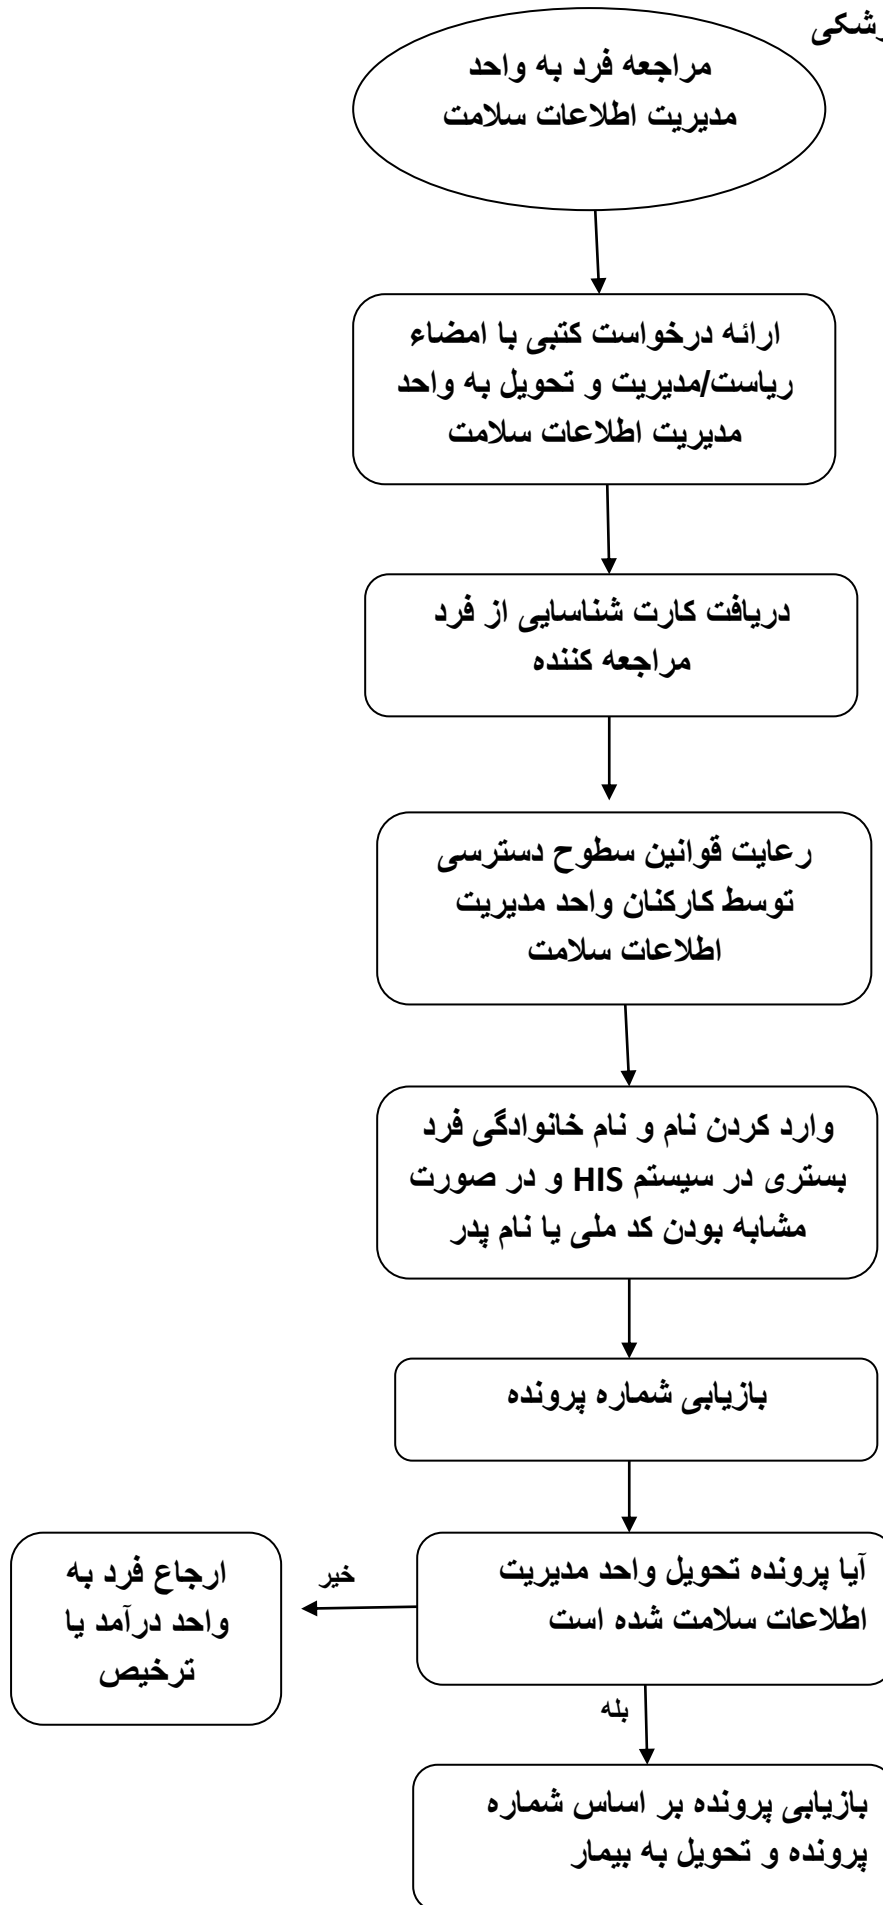 مراجعه فرد به واحد
مدیریت اطلاعات سلامت
ارائه درخواست کتبی با امضاء
ریاست/مدیریت و تحویل به واحد
مدیریت اطلاعات سلامت
دریافت کارت شناسایی از فرد
مراجعه کننده
رعایت قوانین سطوح دسترسی
توسط کارکنان واحد مدیریت
اطلاعات سلامت
وارد کردن نام و نام خانوادگی فرد
بستری در سیستم HIS و در صورت
مشابه بودن کد ملی یا نام پدر
بازیابی شماره پرونده
آیا پرونده تحویل واحد مدیریت
اطلاعات سلامت شده است
خیر
ارجاع فرد به
واحد درآمد یا
ترخیص
بله
بازیابی پرونده بر اساس شماره
پرونده و تحویل به بیمار